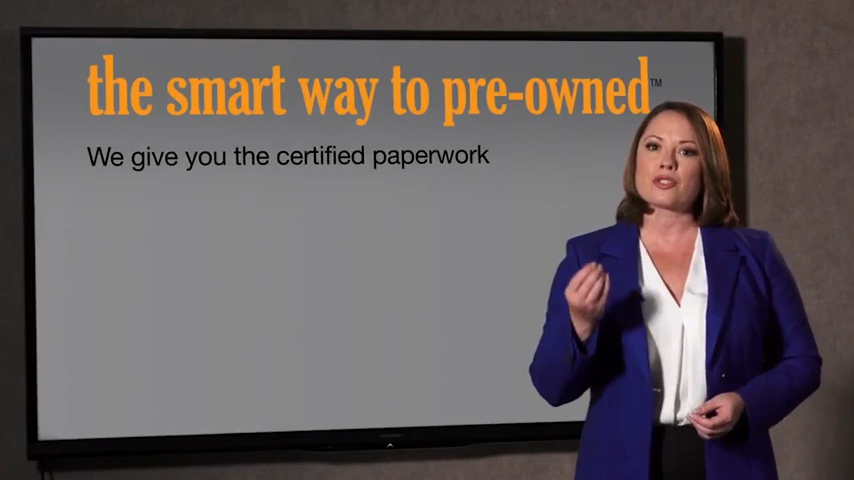 the smart way to pre-owned™
We give you the certified paperwork